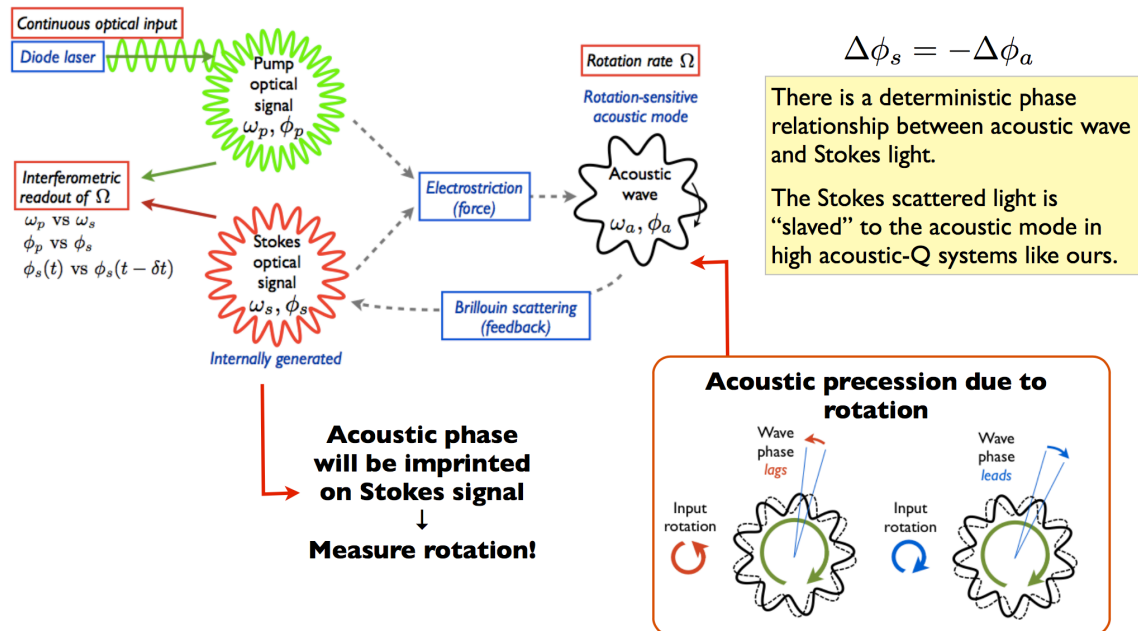 Continuous optical input
Diode laser
Pump
optical
signal
ωₚ, ϕₚ
Interferometric
readout of Ω
ωₚ vs ωₛ
ϕₚ vs ϕₛ
ϕₛ(t) vs ϕₛ(t − δt)
Stokes
optical
signal
ωₛ, ϕₛ
Internally generated
Electrostriction
(force)
Brillouin scattering
(feedback)
Rotation rate Ω
Rotation-sensitive
acoustic mode
Acoustic
wave
ωₐ, ϕₐ
Δϕₛ = −Δϕₐ
There is a deterministic phase
relationship between acoustic wave
and Stokes light.
The Stokes scattered light is
“slaved” to the acoustic mode in
high acoustic-Q systems like ours.
Acoustic phase
will be imprinted
on Stokes signal
↓
Measure rotation!
Acoustic precession due to
rotation
Wave
phase
lags
Input
rotation
Wave
phase
leads
Input
rotation